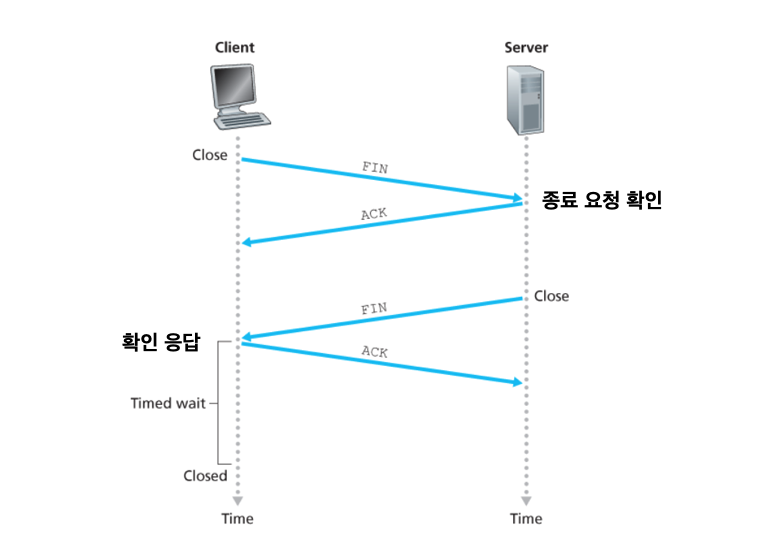 Client
Server
Close
FIN
종료 요청 확인
ACK
Close
FIN
확인 응답
ACK
Timed wait
Closed
Time
Time